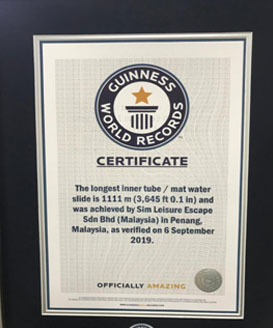 GUINNESS
WORLD RECORDS
CERTIFICATE
The longest inner tube / mat water
slide is 1111 m (3,645 ft 0.1 in) and
was achieved by Sim Leisure Escape
Sdn Bhd (Malaysia) in Penang,
Malaysia, as verified on 6 September
2019.
OFFICIALLY AMAZING